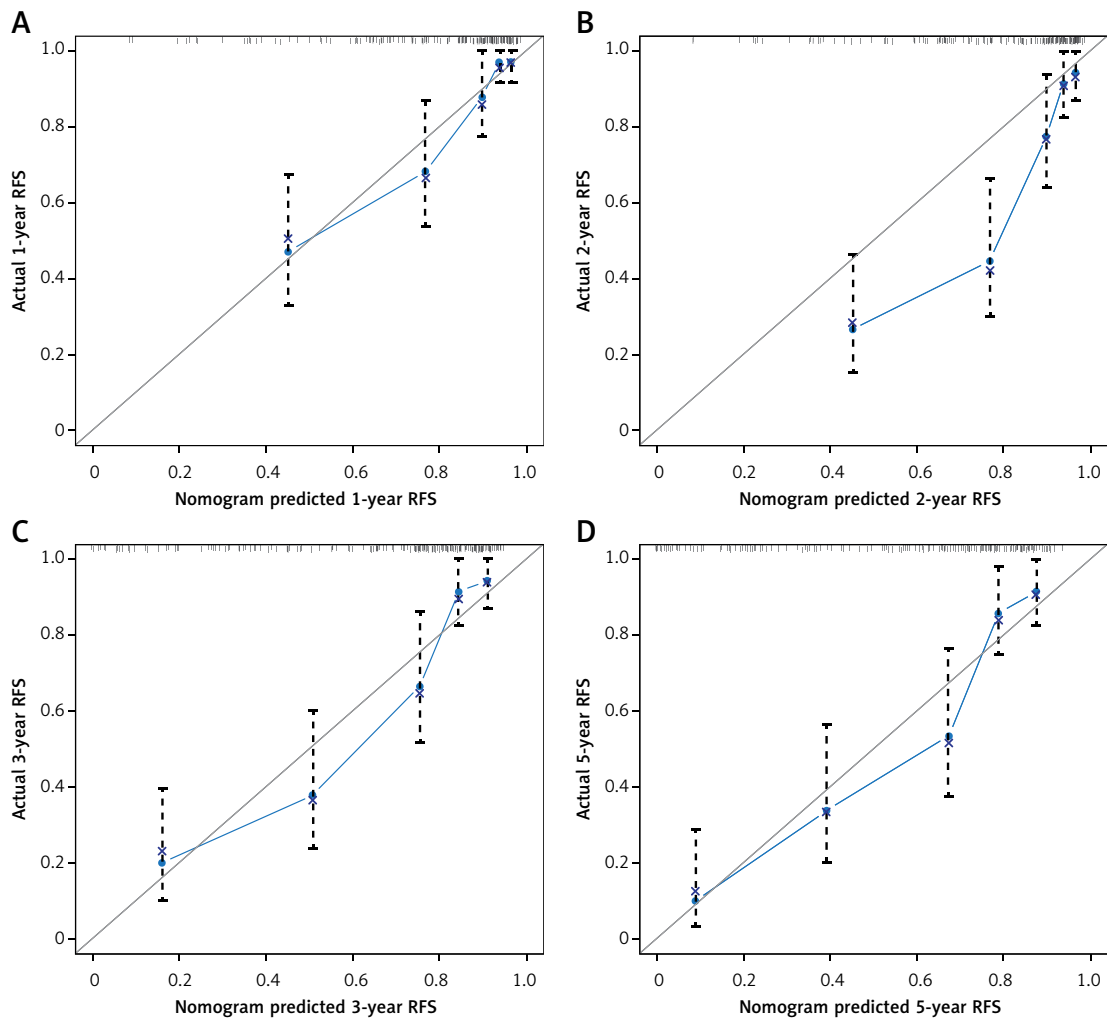 A
1.0
0.8
0.6
0.4
0.2
0
Actual 1-year RFS
0 0.2 0.4 0.6 0.8 1.0
Nomogram predicted 1-year RFS
B
1.0
0.8
0.6
0.4
0.2
0
Actual 2-year RFS
0 0.2 0.4 0.6 0.8 1.0
Nomogram predicted 2-year RFS
C
1.0
0.8
0.6
0.4
0.2
0
Actual 3-year RFS
0 0.2 0.4 0.6 0.8 1.0
Nomogram predicted 3-year RFS
D
1.0
0.8
0.6
0.4
0.2
0
Actual 5-year RFS
0 0.2 0.4 0.6 0.8 1.0
Nomogram predicted 5-year RFS